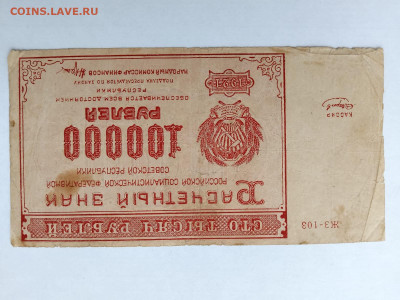 COINS.LAVE.RU
ЖЗ-103
СТО ТЫСЯЧ РУБЛЕЙ
РАСЧЕТНЫЙ ЗНАК
РОССИЙСКОЙ СОЦИАЛИСТИЧЕСКОЙ ФЕДЕРАТИВНОЙ
СОВЕТСКОЙ РЕСПУБЛИКИ
100000
РУБЛЕЙ
ОБЕСПЕЧИВАЕТСЯ ВСЕМ ДОСТОЯНИЕМ
РЕСПУБЛИКИ
1921
КАССИР
НАРОДНЫЙ КОМИССАР ФИНАНСОВ
ПРЕСЛЕДУЕТСЯ ПО ЗАКОНУ